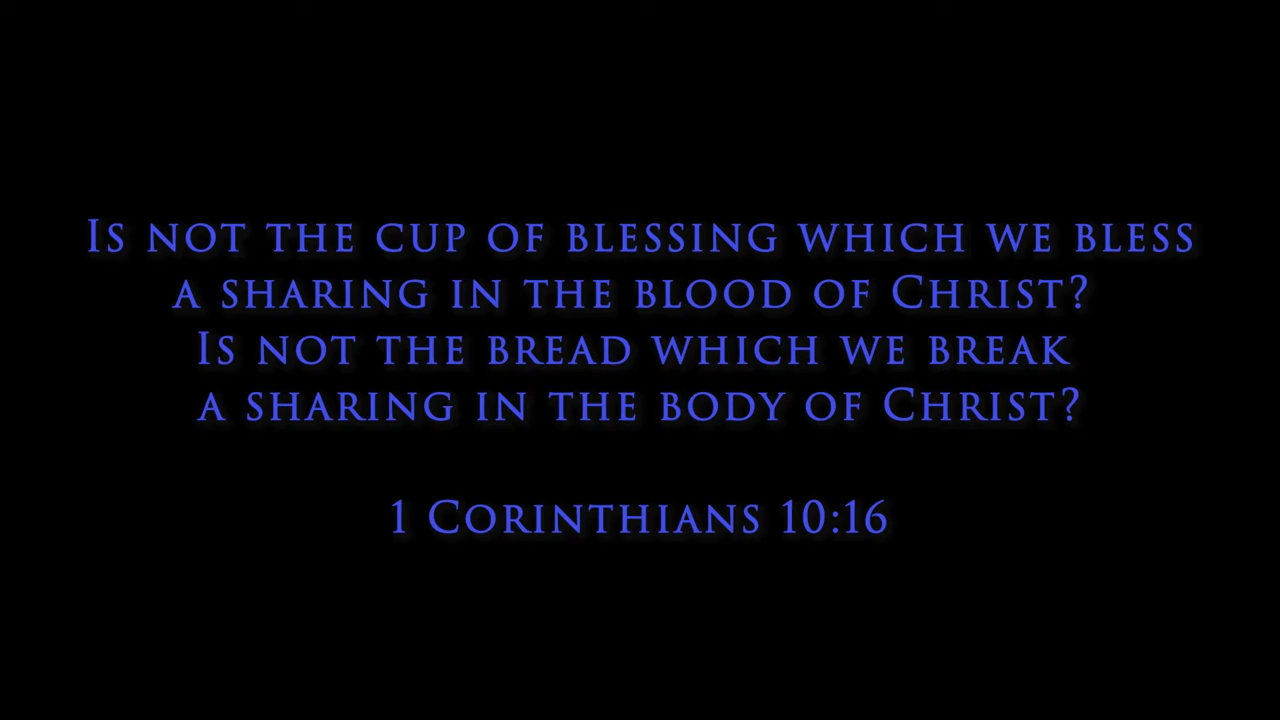 Is not the cup of blessing which we bless
a sharing in the blood of Christ?
Is not the bread which we break
a sharing in the body of Christ?
1 Corinthians 10:16